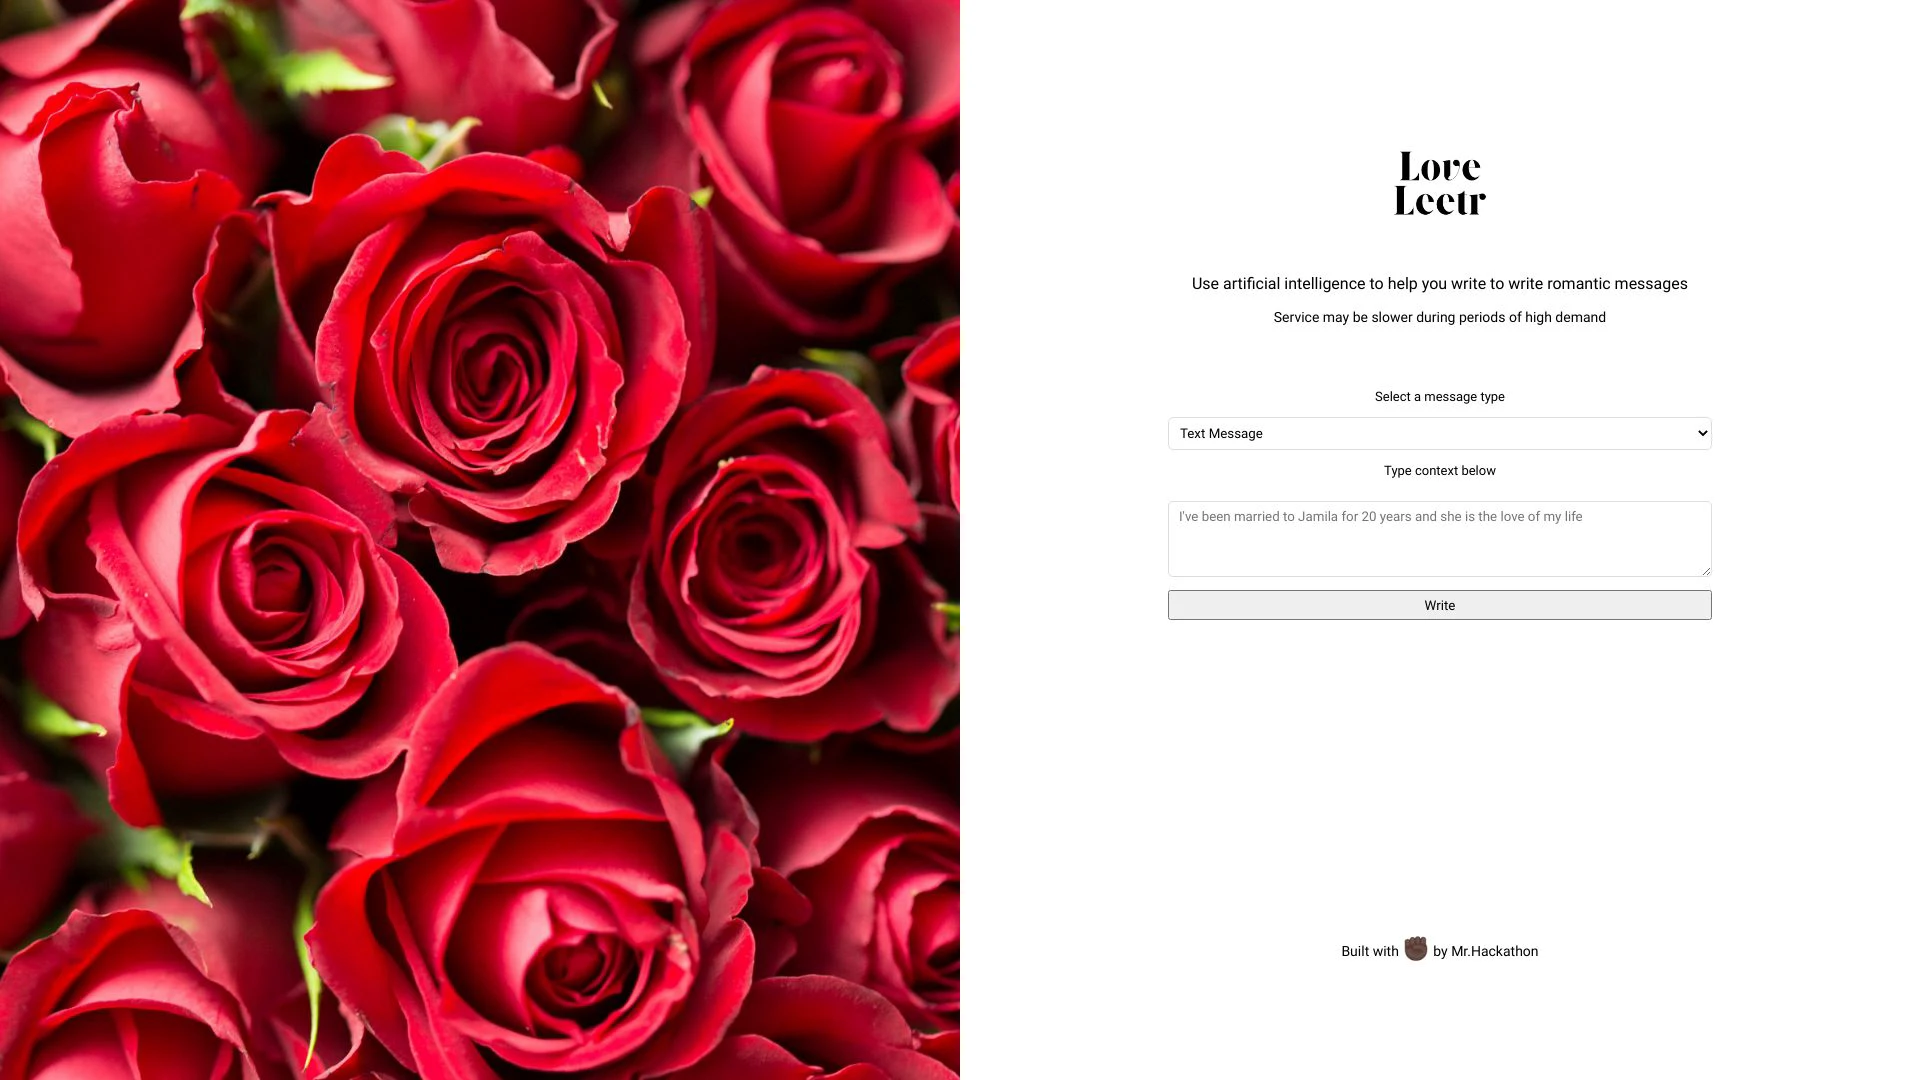 Love
Leetr
Use artificial intelligence to help you write to write romantic messages
Service may be slower during periods of high demand
Select a message type
Text Message
Type context below
I've been married to Jamila for 20 years and she is the love of my life
Write
Built with ✊🏿 by Mr.Hackathon